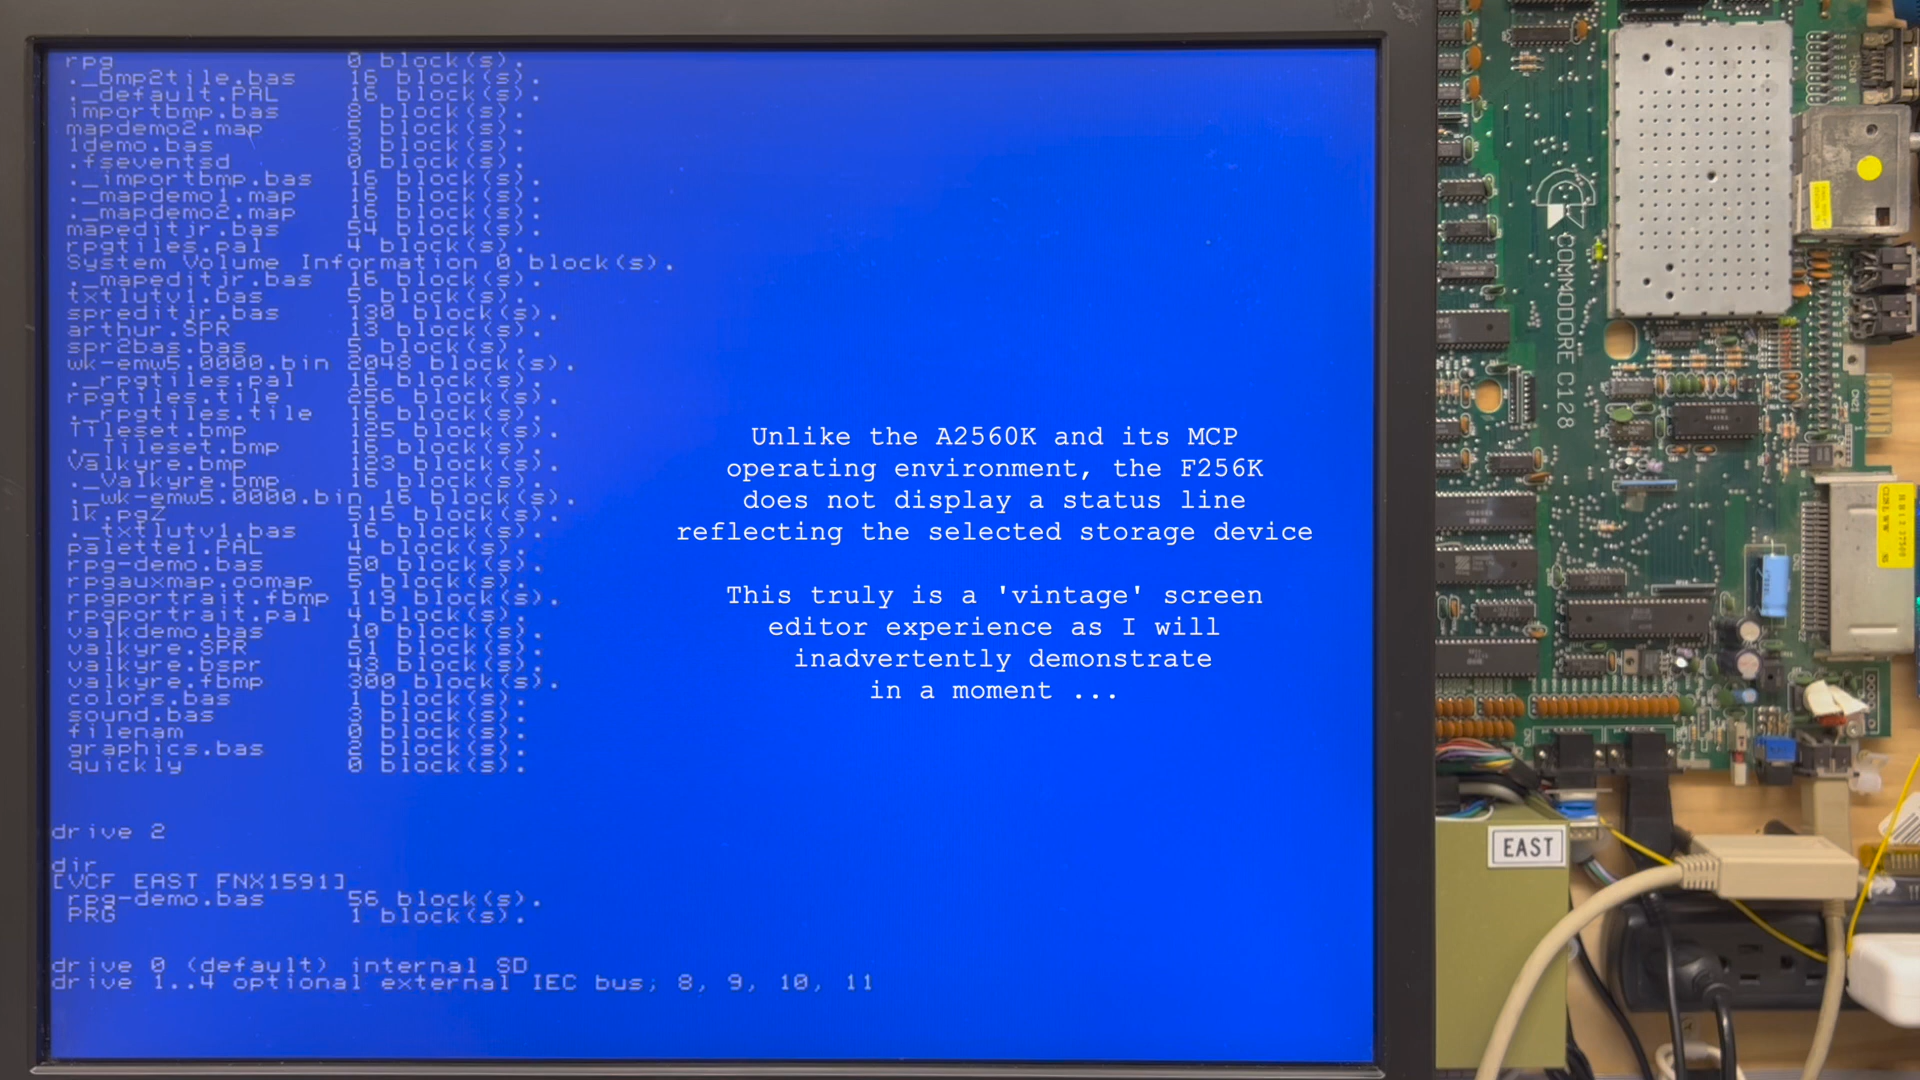 rpg 0 block(s).
._bmp2tile.bas 16 block(s).
._default.PAL 16 block(s).
importbmp.bas 8 block(s).
mapdemo2.map 5 block(s).
1demo.bas 3 block(s).
.fseventsd 0 block(s).
._importbmp.bas 16 block(s).
._mapdemo1.map 16 block(s).
._mapdemo2.map 16 block(s).
mapeditjr.bas 54 block(s).
rpgtiles.pal 4 block(s).
System Volume Information 0 block(s).
._mapeditjr.bas 16 block(s).
txtlutv1.bas 5 block(s).
spreditjr.bas 130 block(s).
arthur.SPR 13 block(s).
spr2bas.bas 5 block(s).
wk-emw5.0000.bin 2048 block(s).
._rpgtiles.pal 16 block(s).
rpgtiles.tile 256 block(s).
._rpgtiles.tile 16 block(s).
Tileset.bmp 125 block(s).
._Tileset.bmp 16 block(s).
Valkyre.bmp 123 block(s).
._Valkyre.bmp 16 block(s).
._wk-emw5.0000.bin 16 block(s).
lk.pgZ 515 block(s).
._txtlutv1.bas 16 block(s).
palette1.PAL 4 block(s).
rpg-demo.bas 50 block(s).
rpgauxmap.oomap 5 block(s).
rpgportrait.fbmp 119 block(s).
rpgportrait.pal 4 block(s).
valkdemo.bas 10 block(s).
valkyre.SPR 51 block(s).
valkyre.bspr 43 block(s).
valkyre.fbmp 300 block(s).
colors.bas 1 block(s).
sound.bas 3 block(s).
filenam 0 block(s).
graphics.bas 2 block(s).
quickly 0 block(s).
drive 2
dir
[VCF EAST FNX1591]
rpg-demo.bas 56 block(s).
PRG 1 block(s).
drive 0 (default) internal SD
drive 1..4 optional external IEC bus; 8, 9, 10, 11
Unlike the A2560K and its MCP
operating environment, the F256K
does not display a status line
reflecting the selected storage device
This truly is a 'vintage' screen
editor experience as I will
inadvertently demonstrate
in a moment ...
COMMODORE C128
EAST